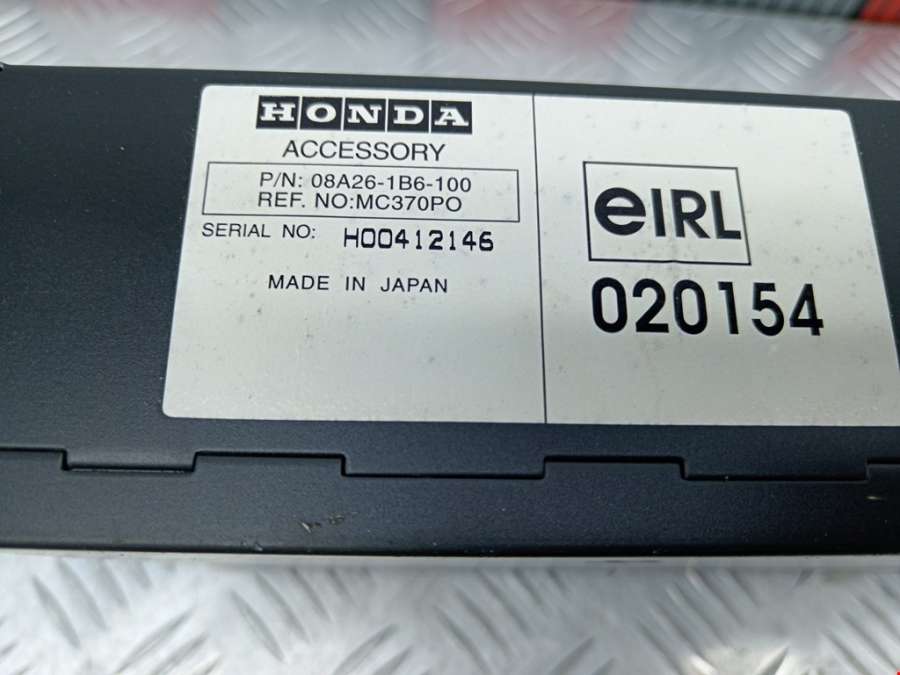 HONDA
ACCESSORY
P/N: 08A26-1B6-100
REF. NO:MC370PO
SERIAL NO: H00412146
MADE IN JAPAN
eIRL
020154